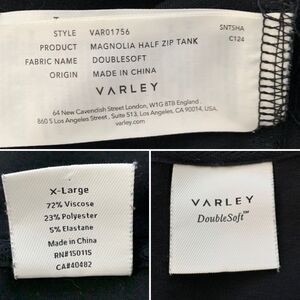 STYLE VAR01756
PRODUCT MAGNOLIA HALF ZIP TANK
FABRIC NAME DOUBLESOFT
ORIGIN MADE IN CHINA
SNTSHA
C124
VARLEY
64 New Cavendish Street London, W1G 8TB England.
860 S Los Angeles Street, Suite 513, Los Angeles, CA 90014, USA.
varley.com
X-Large
72% Viscose
23% Polyester
5% Elastane
Made in China
RN#150115
CA#40482
VARLEY
DoubleSoft™